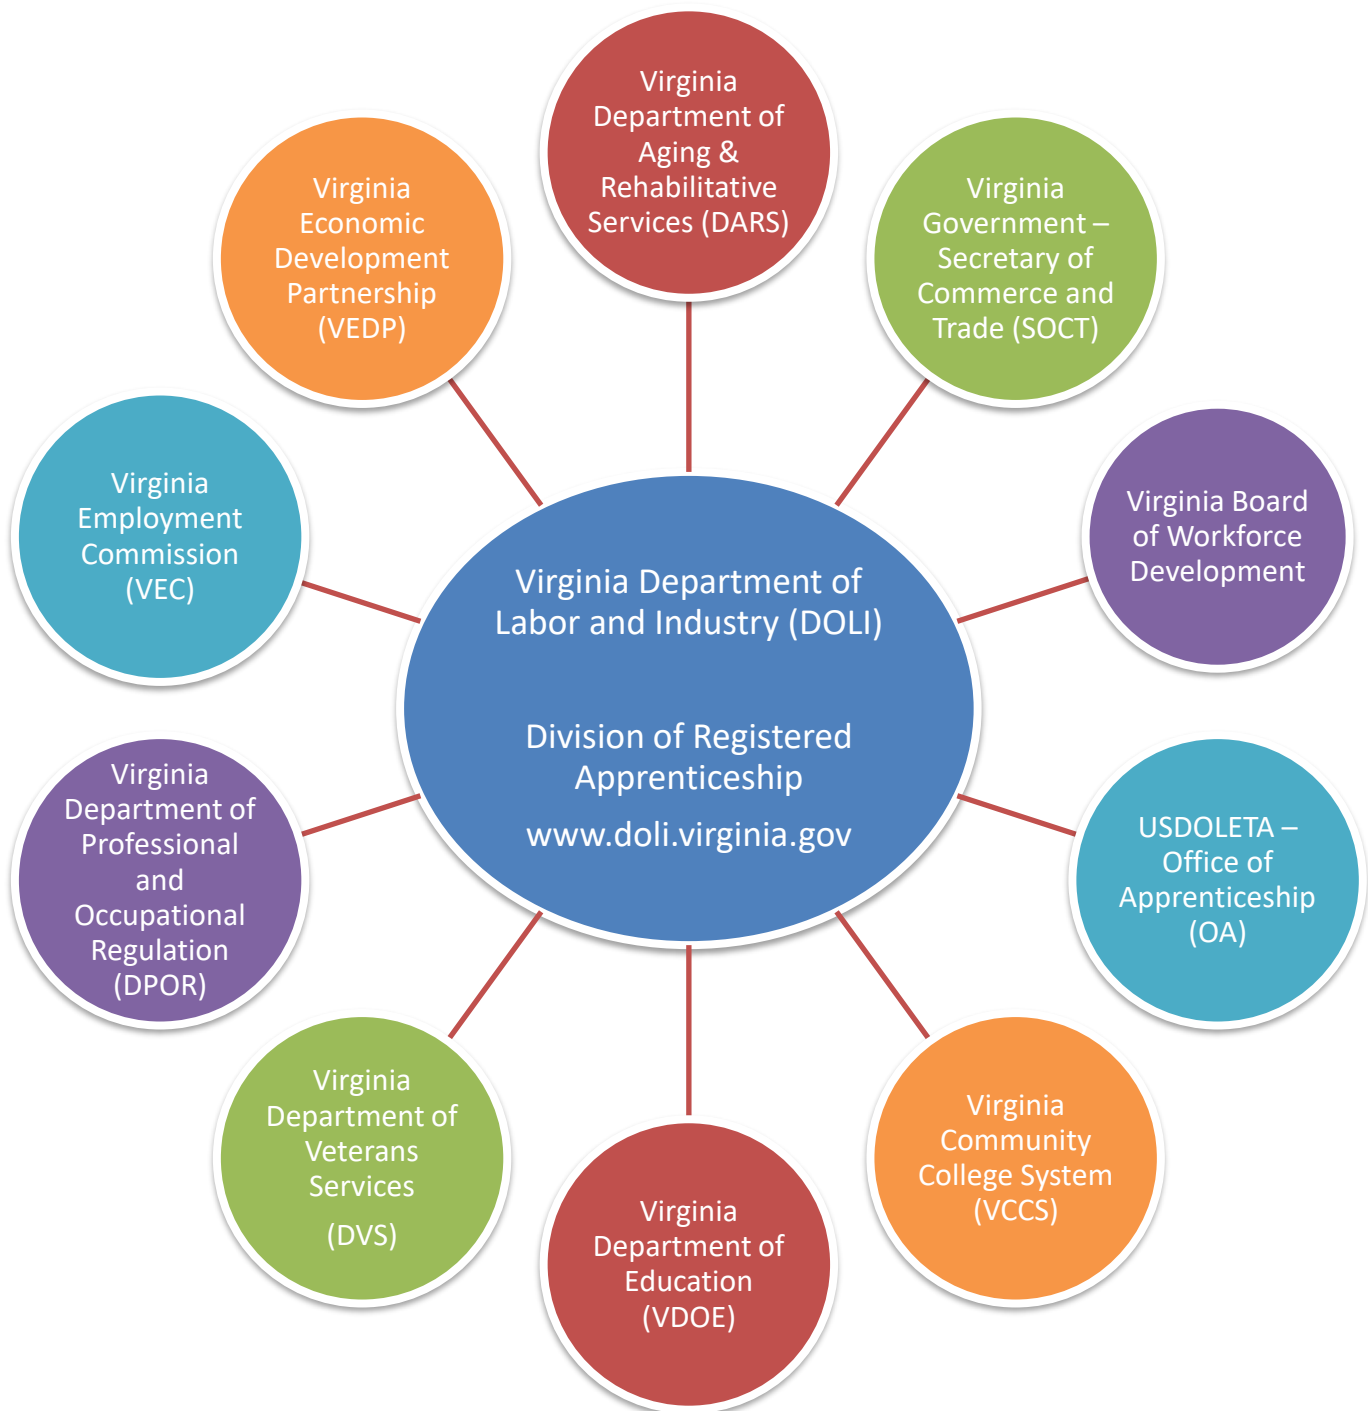 Virginia
Department of
Aging &
Rehabilitative
Services (DARS)
Virginia
Government –
Secretary of
Commerce and
Trade (SOCT)
Virginia Board
of Workforce
Development
USDOLETA –
Office of
Apprenticeship
(OA)
Virginia
Community
College System
(VCCS)
Virginia
Department of
Education
(VDOE)
Virginia
Department of
Veterans
Services
(DVS)
Virginia
Department of
Professional
and
Occupational
Regulation
(DPOR)
Virginia
Employment
Commission
(VEC)
Virginia
Economic
Development
Partnership
(VEDP)
Virginia Department of
Labor and Industry (DOLI)
Division of Registered
Apprenticeship
www.doli.virginia.gov